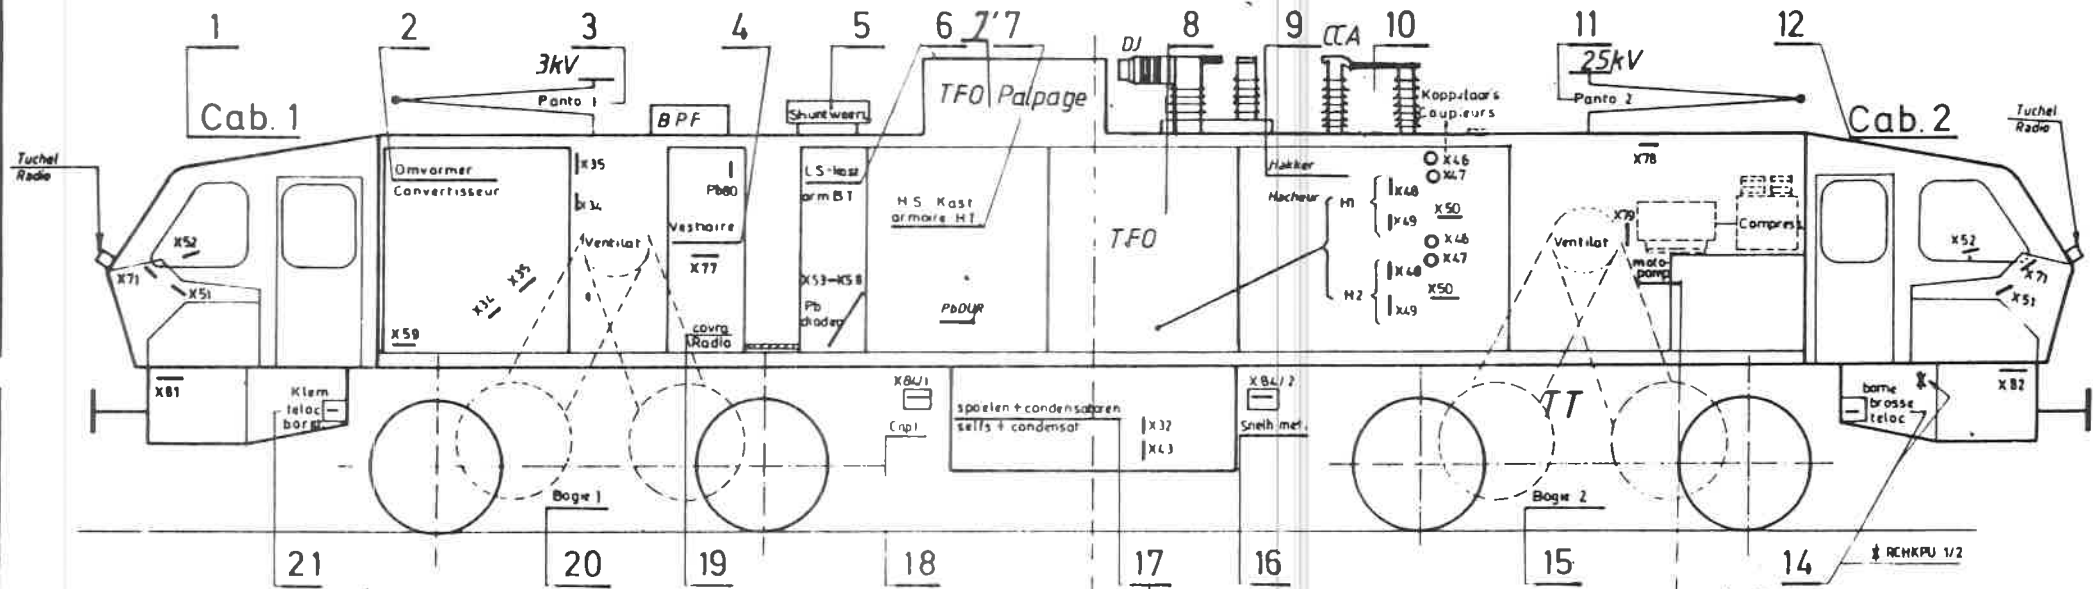 1
2
3
4
5
6
7'7
8
9
10
11
12
3kV
DJ
CCA
25kV
Panto 1
Panto 2
Cab. 1
BPF
Shuntweers
TFO Palpage
Koppelaars
Coupleurs
Cab. 2
Tuchel
Radio
Tuchel
Radio
Omvormer
Convertisseur
X35
X34
Pb80
Vestiaire
X77
LS-kast
arm BT
HS Kast
armoire HT
TFO
Hakker
Hacheur
H1
X48
X49
X46
X47
X50
H2
X48
X49
X46
X47
X50
X78
X79
Compres.
Ventilat
Ventilat
moto-
pomp
X52
X71
X51
X52
X71
X51
X34
X35
X59
X53-X58
Pb
dioden
PbDUR
Radio
X81
Klem
teloc
borst
X84/1
Capt
spoelen + condensatoren
selfs + condensat
X32
X43
X84/2
Snelh met.
TT
borne
brosse
teloc
X82
Bogie 1
Bogie 2
RCHKPU 1/2
21
20
19
18
17
16
15
14